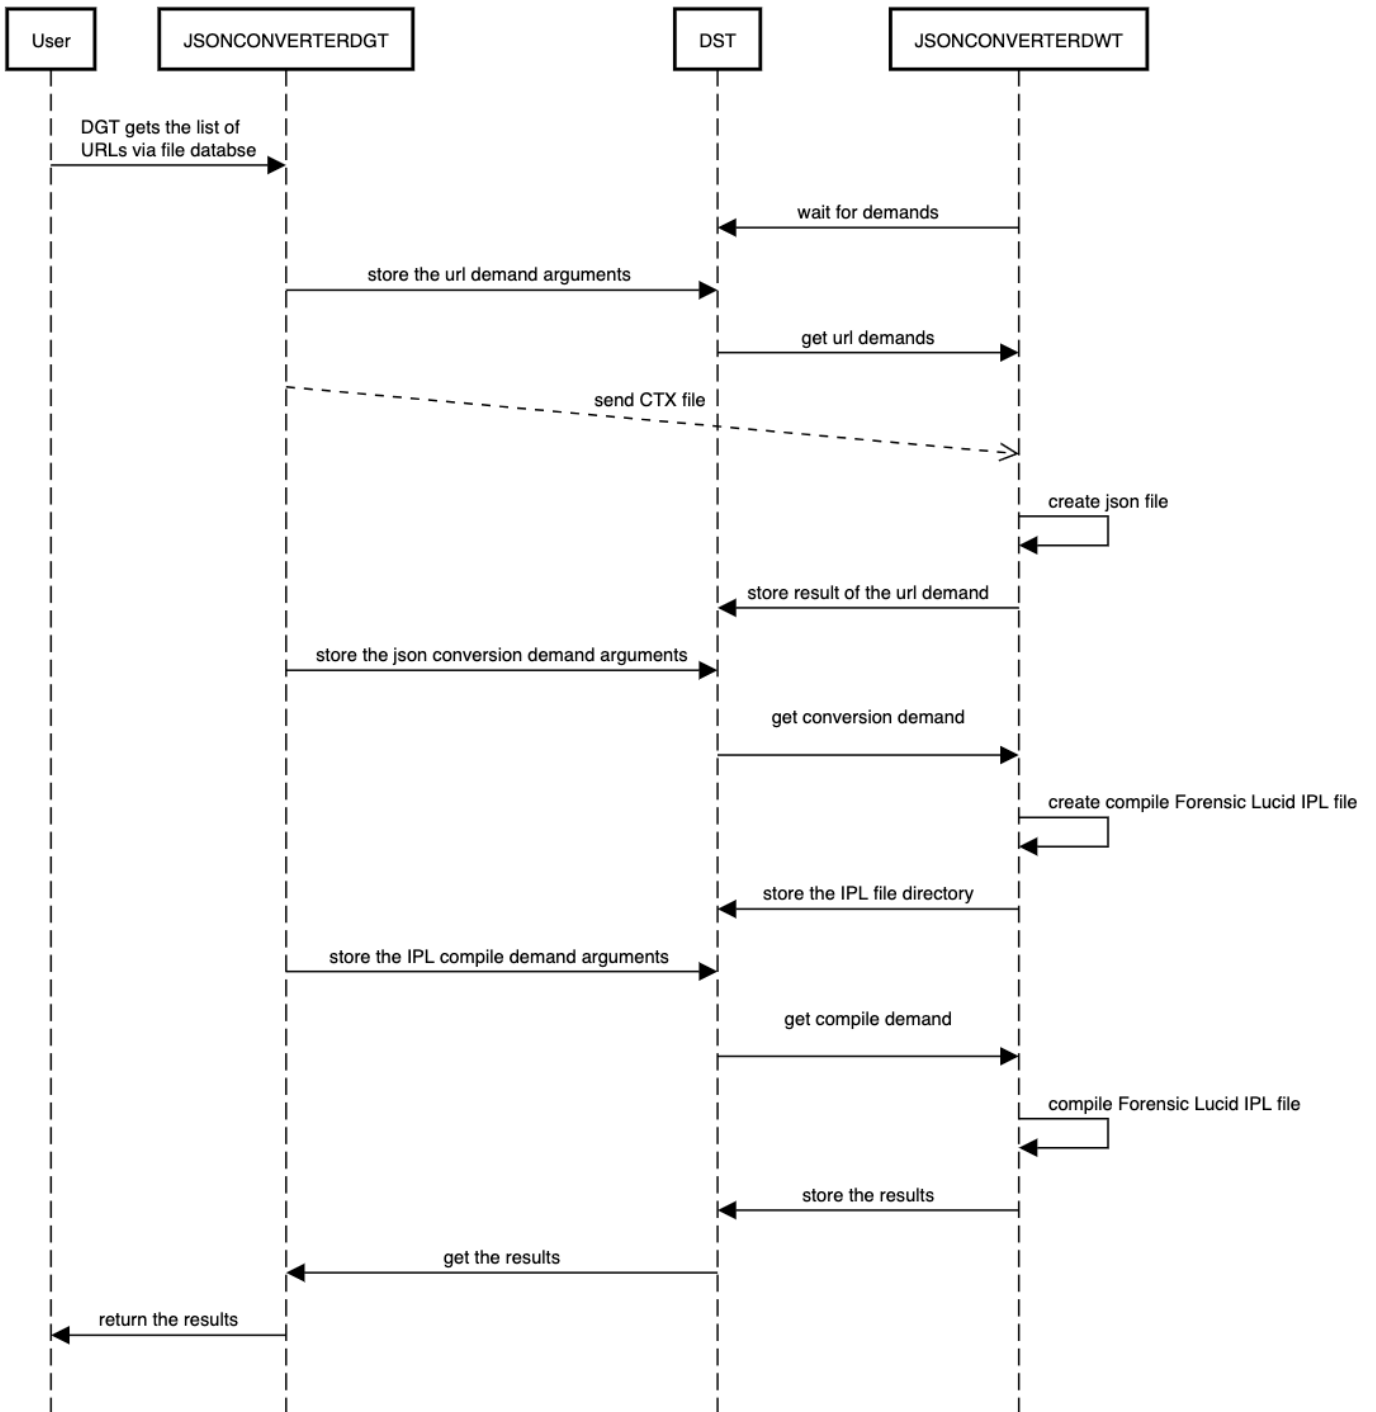 User
JSONCONVERTERDGT
DST
JSONCONVERTERDWT
DGT gets the list of
URLs via file databse
wait for demands
store the url demand arguments
get url demands
send CTX file
create json file
store result of the url demand
store the json conversion demand arguments
get conversion demand
create compile Forensic Lucid IPL file
store the IPL file directory
store the IPL compile demand arguments
get compile demand
compile Forensic Lucid IPL file
store the results
get the results
return the results